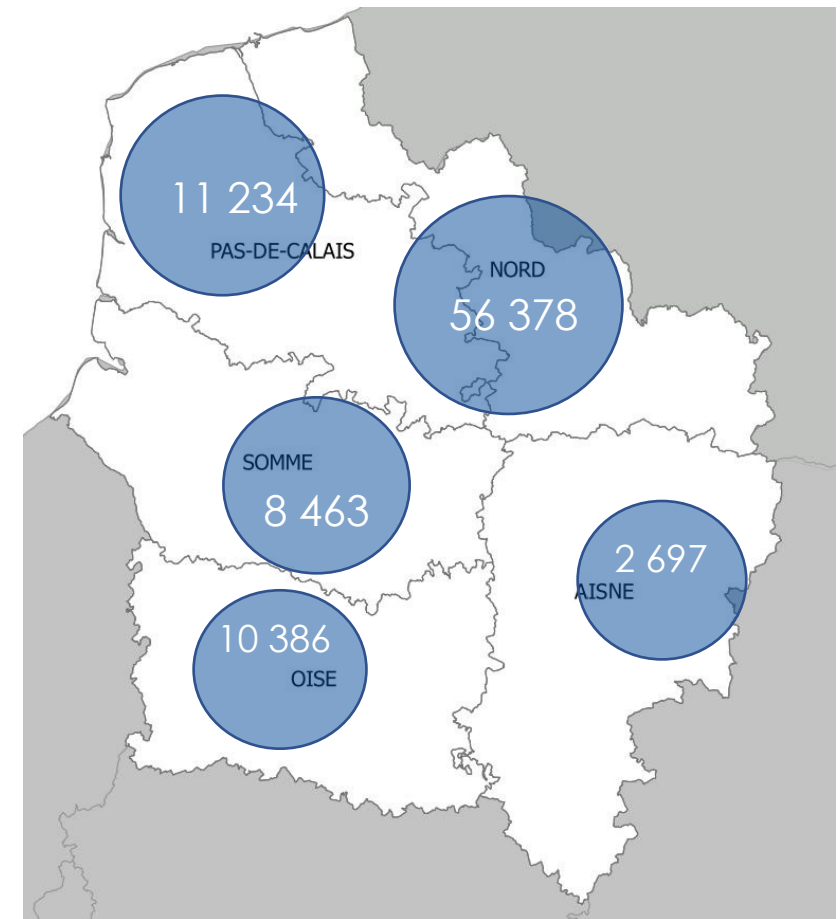 11 234
PAS-DE-CALAIS
NORD
56 378
SOMME
8 463
2 697
AISNE
10 386
OISE